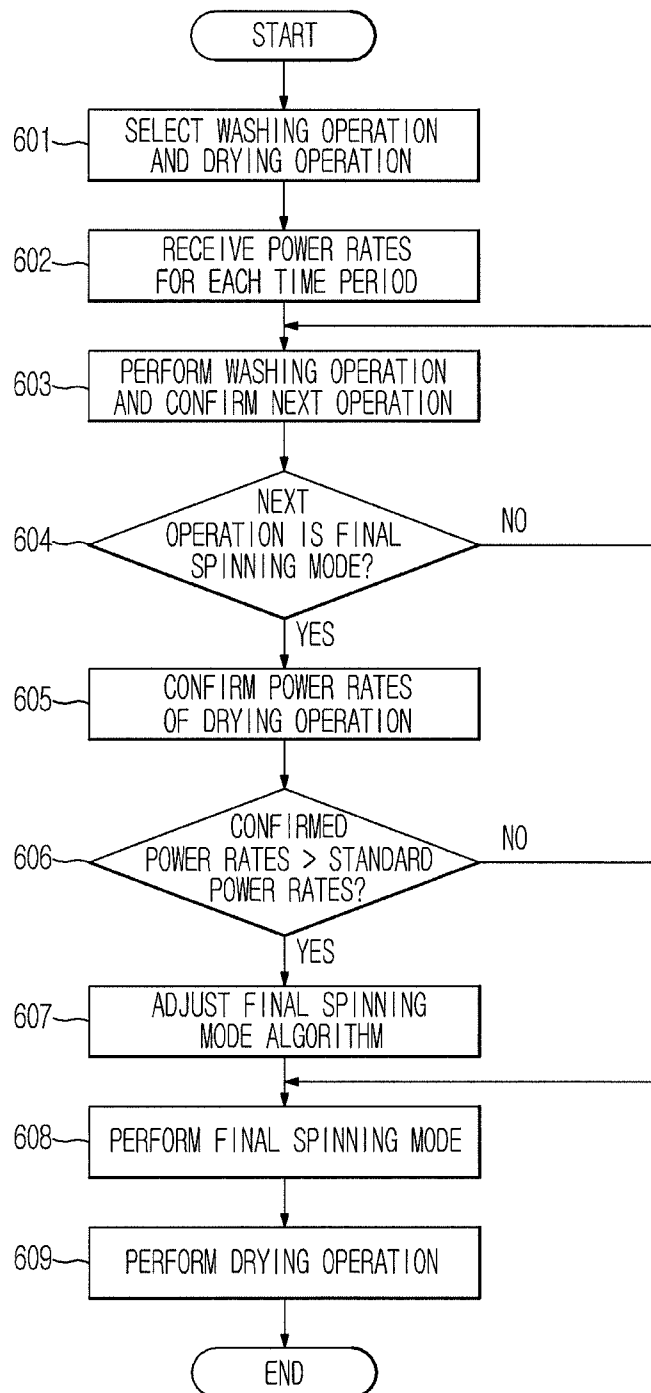 START
601
SELECT WASHING OPERATION
AND DRYING OPERATION
602
RECEIVE POWER RATES
FOR EACH TIME PERIOD
603
PERFORM WASHING OPERATION
AND CONFIRM NEXT OPERATION
604
NEXT
OPERATION IS FINAL
SPINNING MODE?
NO
YES
605
CONFIRM POWER RATES
OF DRYING OPERATION
606
CONFIRMED
POWER RATES > STANDARD
POWER RATES?
NO
YES
607
ADJUST FINAL SPINNING
MODE ALGORITHM
608
PERFORM FINAL SPINNING MODE
609
PERFORM DRYING OPERATION
END